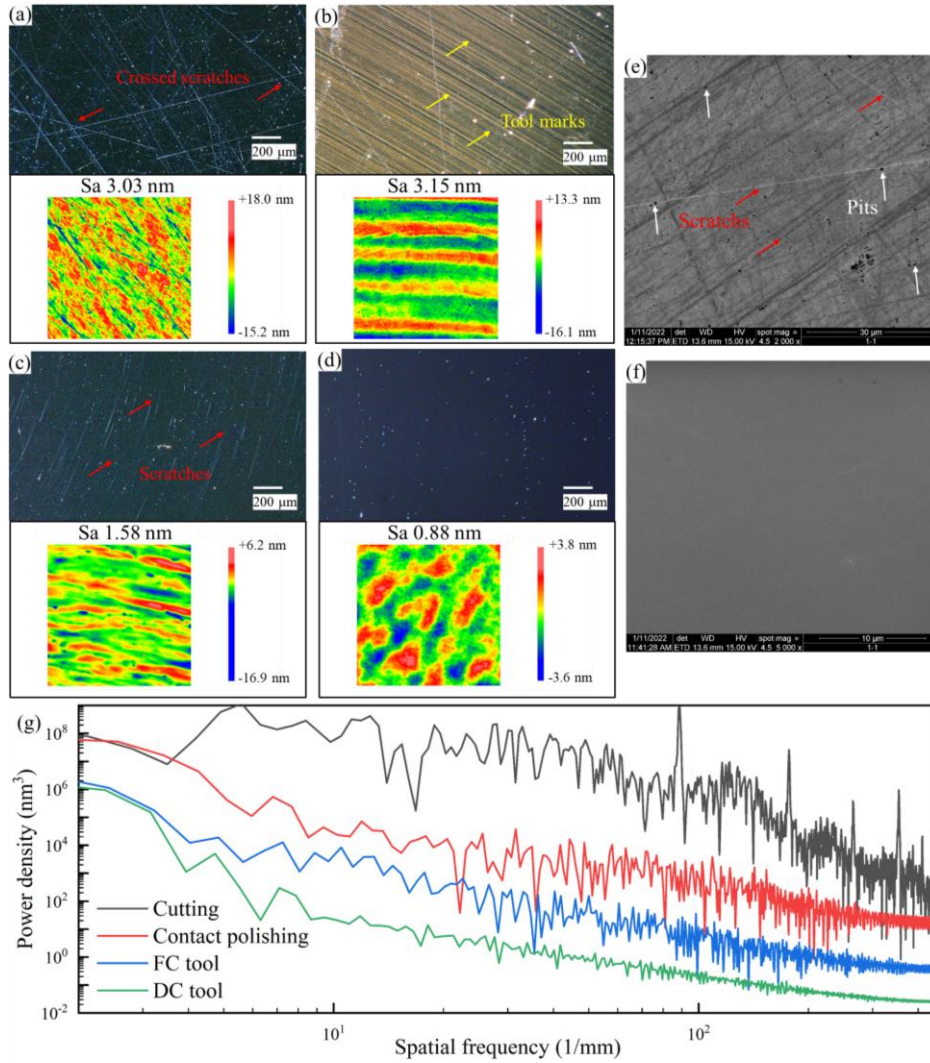 (a)
Crossed scratches
200 μm
Sa 3.03 nm
+18.0 nm
-15.2 nm
(b)
Tool marks
200 μm
Sa 3.15 nm
+13.3 nm
-16.1 nm
(e)
Scratchs
Pits
1/11/2022 det WD HV spot mag 30 μm
12:15:37 PM ETD 13.6 mm 15.00 kV 4.5 2 000 x 1-1
(c)
Scratches
200 μm
Sa 1.58 nm
+6.2 nm
-16.9 nm
(d)
200 μm
Sa 0.88 nm
+3.8 nm
-3.6 nm
(f)
1/11/2022 det WD HV spot mag 10 μm
11:41:28 AM ETD 13.6 mm 15.00 kV 4.5 5 000 x 1-1
(g)
Power density (nm³)
10⁸
10⁶
10⁴
10²
10⁰
10⁻²
Cutting
Contact polishing
FC tool
DC tool
10¹
10²
Spatial frequency (1/mm)